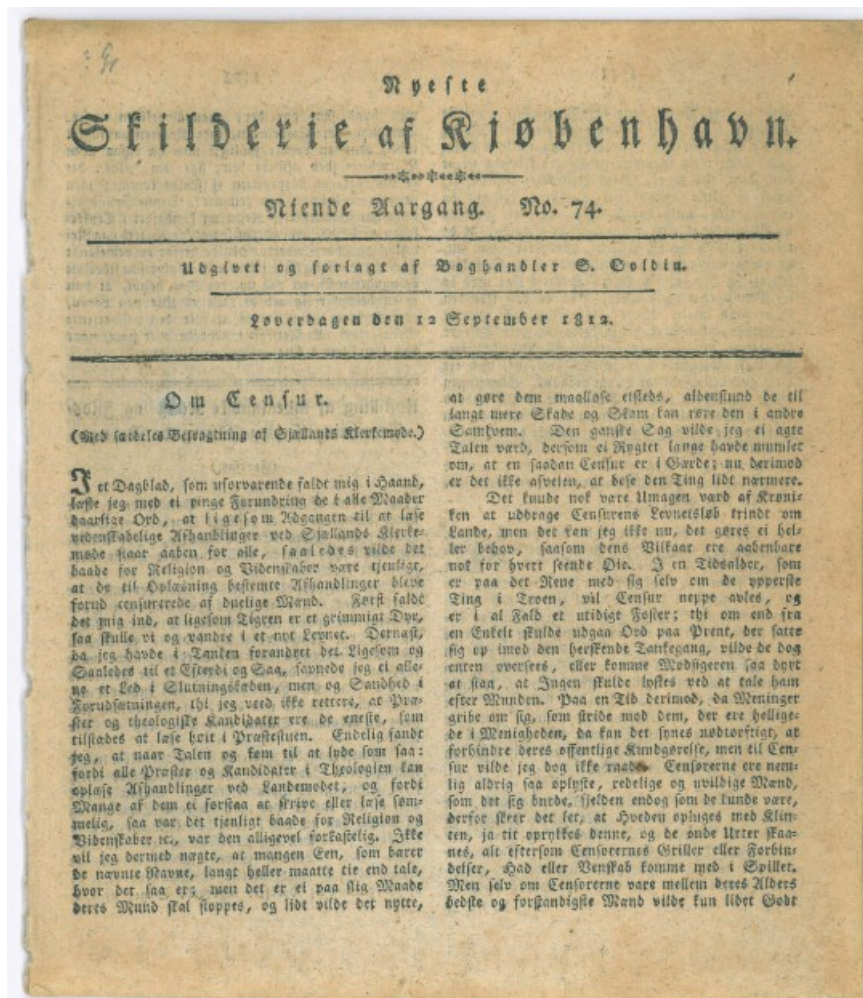 Nyeste
Skilderie af Kjøbenhavn.
Niende Aargang. No. 74.
Udgivet og forlagt af Boghandler S. Soldin.
Løverdagen den 12 September 1812.
Om Censur.
(Med særdeles Betragtning af Sjællands Klerkemøde.)
I et Dagblad, som uforvarende faldt mig i Haand,
læste jeg med ei ringe Forundring de i alle Maader
daarlige Ord, at ligesom Adgangen til at læse
videnskabelige Afhandlinger ved Sjællands Klerke-
møde staar aaben for alle, saaledes vilde det
baade for Religion og Videnskaber være tjenligt,
at de til Oplæsning bestemte Afhandlinger bleve
forud censurerede af duelige Mænd. Først faldt
det mig ind, at ligesom Tigren er et grimmigt Dyr,
saa skulle vi og vandre i et nyt Levnet. Dernæst,
da jeg havde i Tanken forandret det Ligesom og
Saaledes til et Efterdi og Saa, savnede jeg ei alle-
ne et Led i Slutningskæden, men og Sandhed i
Forudsætningen, thi jeg veed ikke rettere, at Præ-
ster og theologiske Kandidater ere de eneste, som
tilstædes at læse høit i Præstestuen. Endelig fandt
jeg, at naar Talen og kom til at lyde som saa:
fordi alle Præster og Kandidater i Theologien kan
oplæse Afhandlinger ved Landemodet, og fordi
Mange af dem ei forstaa at skrive eller læse søm-
melig, saa var det tjenligt baade for Religion og
Videnskaber ec., var den alligevel forkastelig. Ikke
vil jeg dermed nægte, at mangen Een, som bærer
de nævnte Navne, langt heller maatte tie end tale,
hvor det saa er; men det er ei paa slig Maade
deres Mund skal stoppes, og lidt vilde det nytte,
at gøre dem maalløse etsteds, aldenstund de til
langt mere Skade og Skam kan røre den i andre
Samkvem. Den ganske Sag vilde jeg ei agte
Talen værd, dersom ei Rygtet længe havde mumlet
om, at en saadan Censur er i Gærde; nu derimod
er det ikke afveien, at bese den Ting lidt nærmere.
Det kunde nok være Umagen værd af Krøni-
ken at uddrage Censurens Levnetsløb trindt om
Lande, men det kan jeg ikke nu, det gøres ei hel-
ler behov, saasom dens Vilkaar ere aabenbare
nok for hvert seende Øie. I en Tidsalder, som
er paa det Rene med sig selv om de ypperste
Ting i Troen, vil Censur neppe avles, og
er i al Fald et utidigt Foster; thi om end fra
en Enkelt skulde udgaa Ord paa Prent, der satte
sig op imod den herskende Tankegang, vilde de dog
enten oversees, eller komme Modsigeren saa dyrt
at staa, at Ingen skulde lystes ved at tale ham
efter Munden. Paa en Tid derimod, da Meninger
gribe om sig, som stride mod dem, der ere hellige-
de i Menigheden, da kan det synes nødtørftigt, at
forhindre deres offentlige Kundgørelse, men til Cen-
sur vilde jeg dog ikke raade. Censorerne ere nem-
lig aldrig saa oplyste, redelige og uvildige Mænd,
som det sig burde, sjelden endog som de kunde være,
derfor skeer det let, at Hveden opluges med Klin-
ten, ja tit oprykkes denne, og de onde Urter skaa-
nes, alt eftersom Censorernes Griller eller Forbin-
delser, Had eller Venskab komme med i Spillet.
Men selv om Censorerne vare mellem deres Alders
bedste og forstandigste Mænd vilde kun lidet Godt